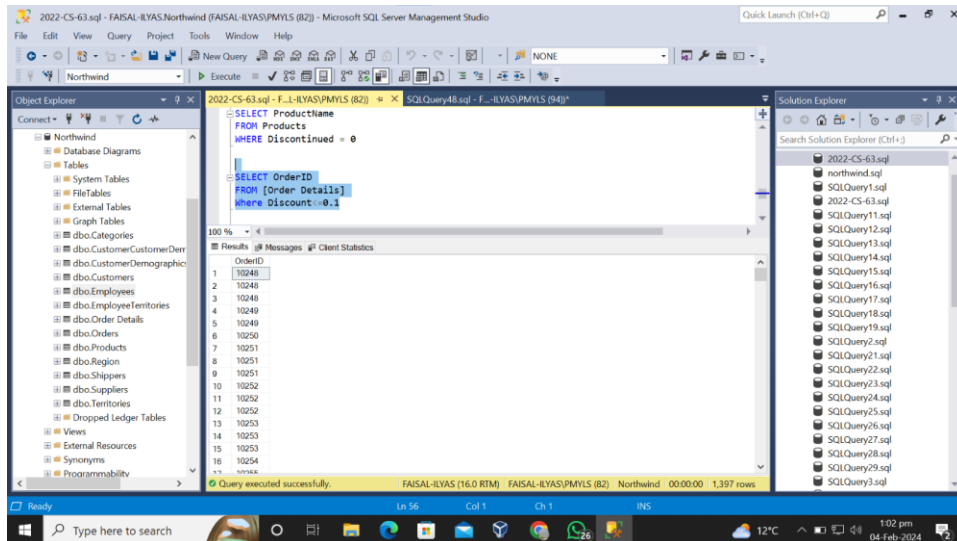 2022-CS-63.sql - FAISAL-ILYAS.Northwind (FAISAL-ILYAS\PMYLS (82)) - Microsoft SQL Server Management Studio
Quick Launch (Ctrl+Q)
File Edit View Query Project Tools Window Help
New Query
NONE
Northwind
Execute
Object Explorer
Connect
Northwind
Database Diagrams
Tables
System Tables
FileTables
External Tables
Graph Tables
dbo.Categories
dbo.CustomerCustomerDem
dbo.CustomerDemographics
dbo.Customers
dbo.Employees
dbo.EmployeeTerritories
dbo.Order Details
dbo.Orders
dbo.Products
dbo.Region
dbo.Shippers
dbo.Suppliers
dbo.Territories
Dropped Ledger Tables
Views
External Resources
Synonyms
Programmability
2022-CS-63.sql - F...L-ILYAS\PMYLS (82))
SQLQuery48.sql - F...-ILYAS\PMYLS (94))*
SELECT ProductName
FROM Products
WHERE Discontinued = 0
SELECT OrderID
FROM [Order Details]
Where Discount<=0.1
100 %
Results Messages Client Statistics
OrderID
1 10248
2 10248
3 10248
4 10249
5 10249
6 10250
7 10251
8 10251
9 10251
10 10252
11 10252
12 10252
13 10253
14 10253
15 10253
16 10254
17 10255
Query executed successfully.
FAISAL-ILYAS (16.0 RTM) FAISAL-ILYAS\PMYLS (82) Northwind 00:00:00 1,397 rows
Solution Explorer
Search Solution Explorer (Ctrl+;)
2022-CS-63.sql
northwind.sql
SQLQuery1.sql
2022-CS-63.sql
SQLQuery11.sql
SQLQuery12.sql
SQLQuery13.sql
SQLQuery14.sql
SQLQuery15.sql
SQLQuery16.sql
SQLQuery17.sql
SQLQuery18.sql
SQLQuery19.sql
SQLQuery2.sql
SQLQuery21.sql
SQLQuery22.sql
SQLQuery23.sql
SQLQuery24.sql
SQLQuery25.sql
SQLQuery26.sql
SQLQuery27.sql
SQLQuery28.sql
SQLQuery29.sql
SQLQuery3.sql
Ready
Ln 56 Col 1 Ch 1 INS
Type here to search
26
12°C
1:02 pm
04-Feb-2024
2